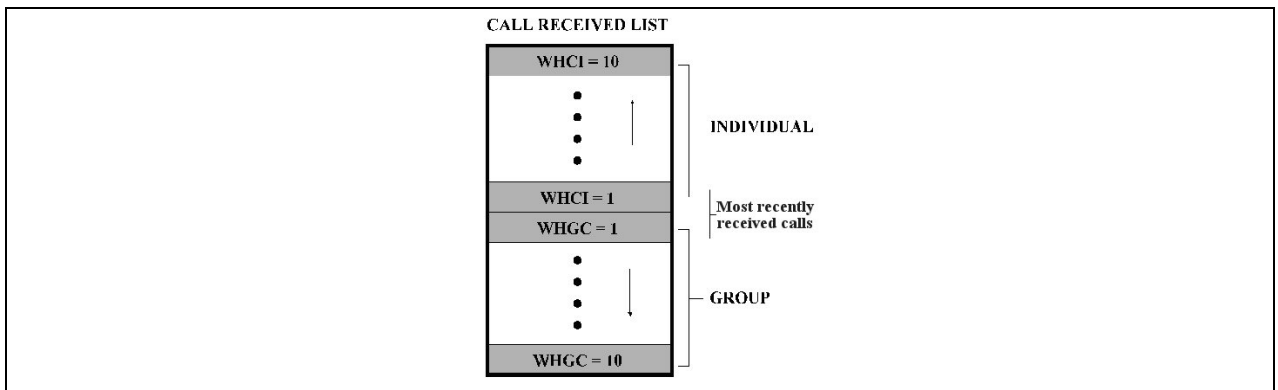 CALL RECEIVED LIST
WHCI = 10
INDIVIDUAL
WHCI = 1
Most recently
received calls
WHGC = 1
GROUP
WHGC = 10